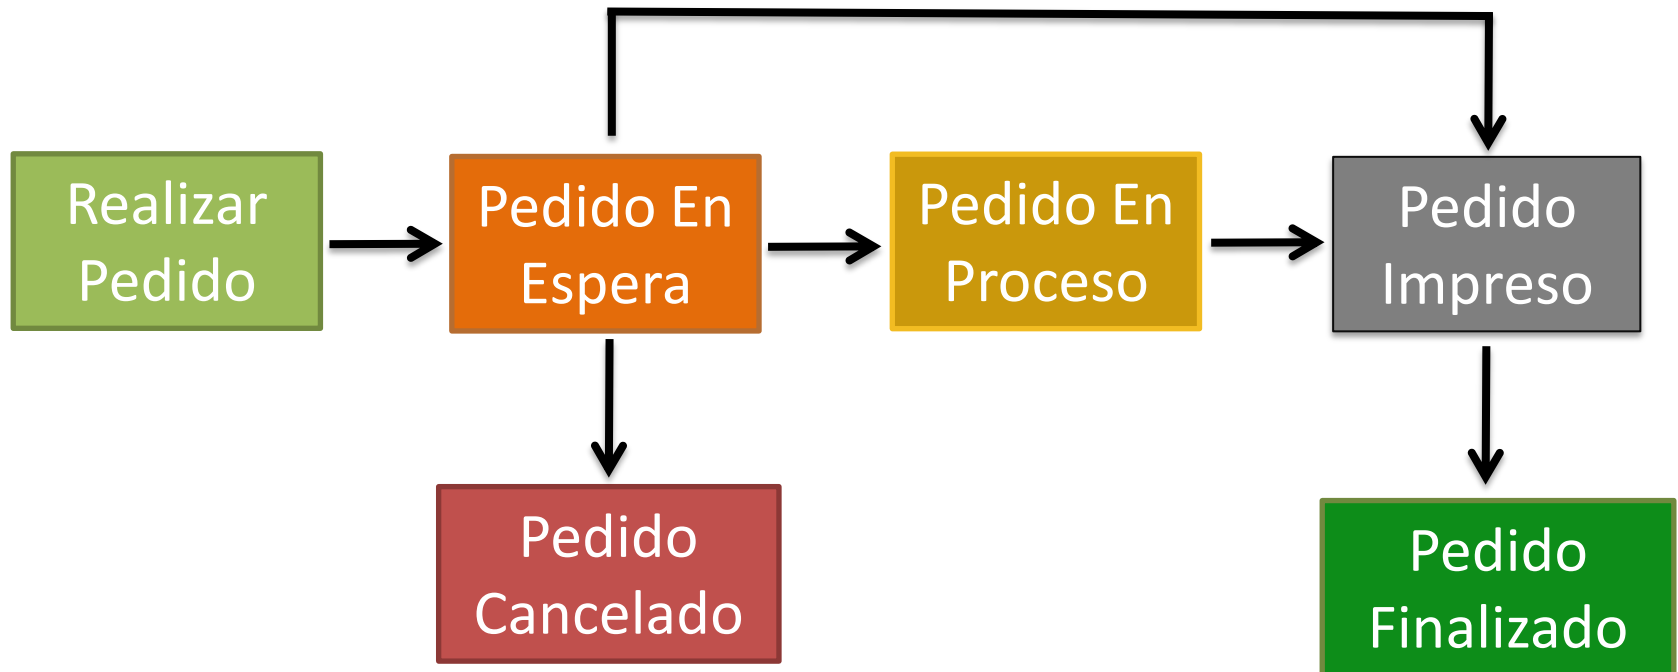 Realizar
Pedido
Pedido En
Espera
Pedido En
Proceso
Pedido
Impreso
Pedido
Cancelado
Pedido
Finalizado